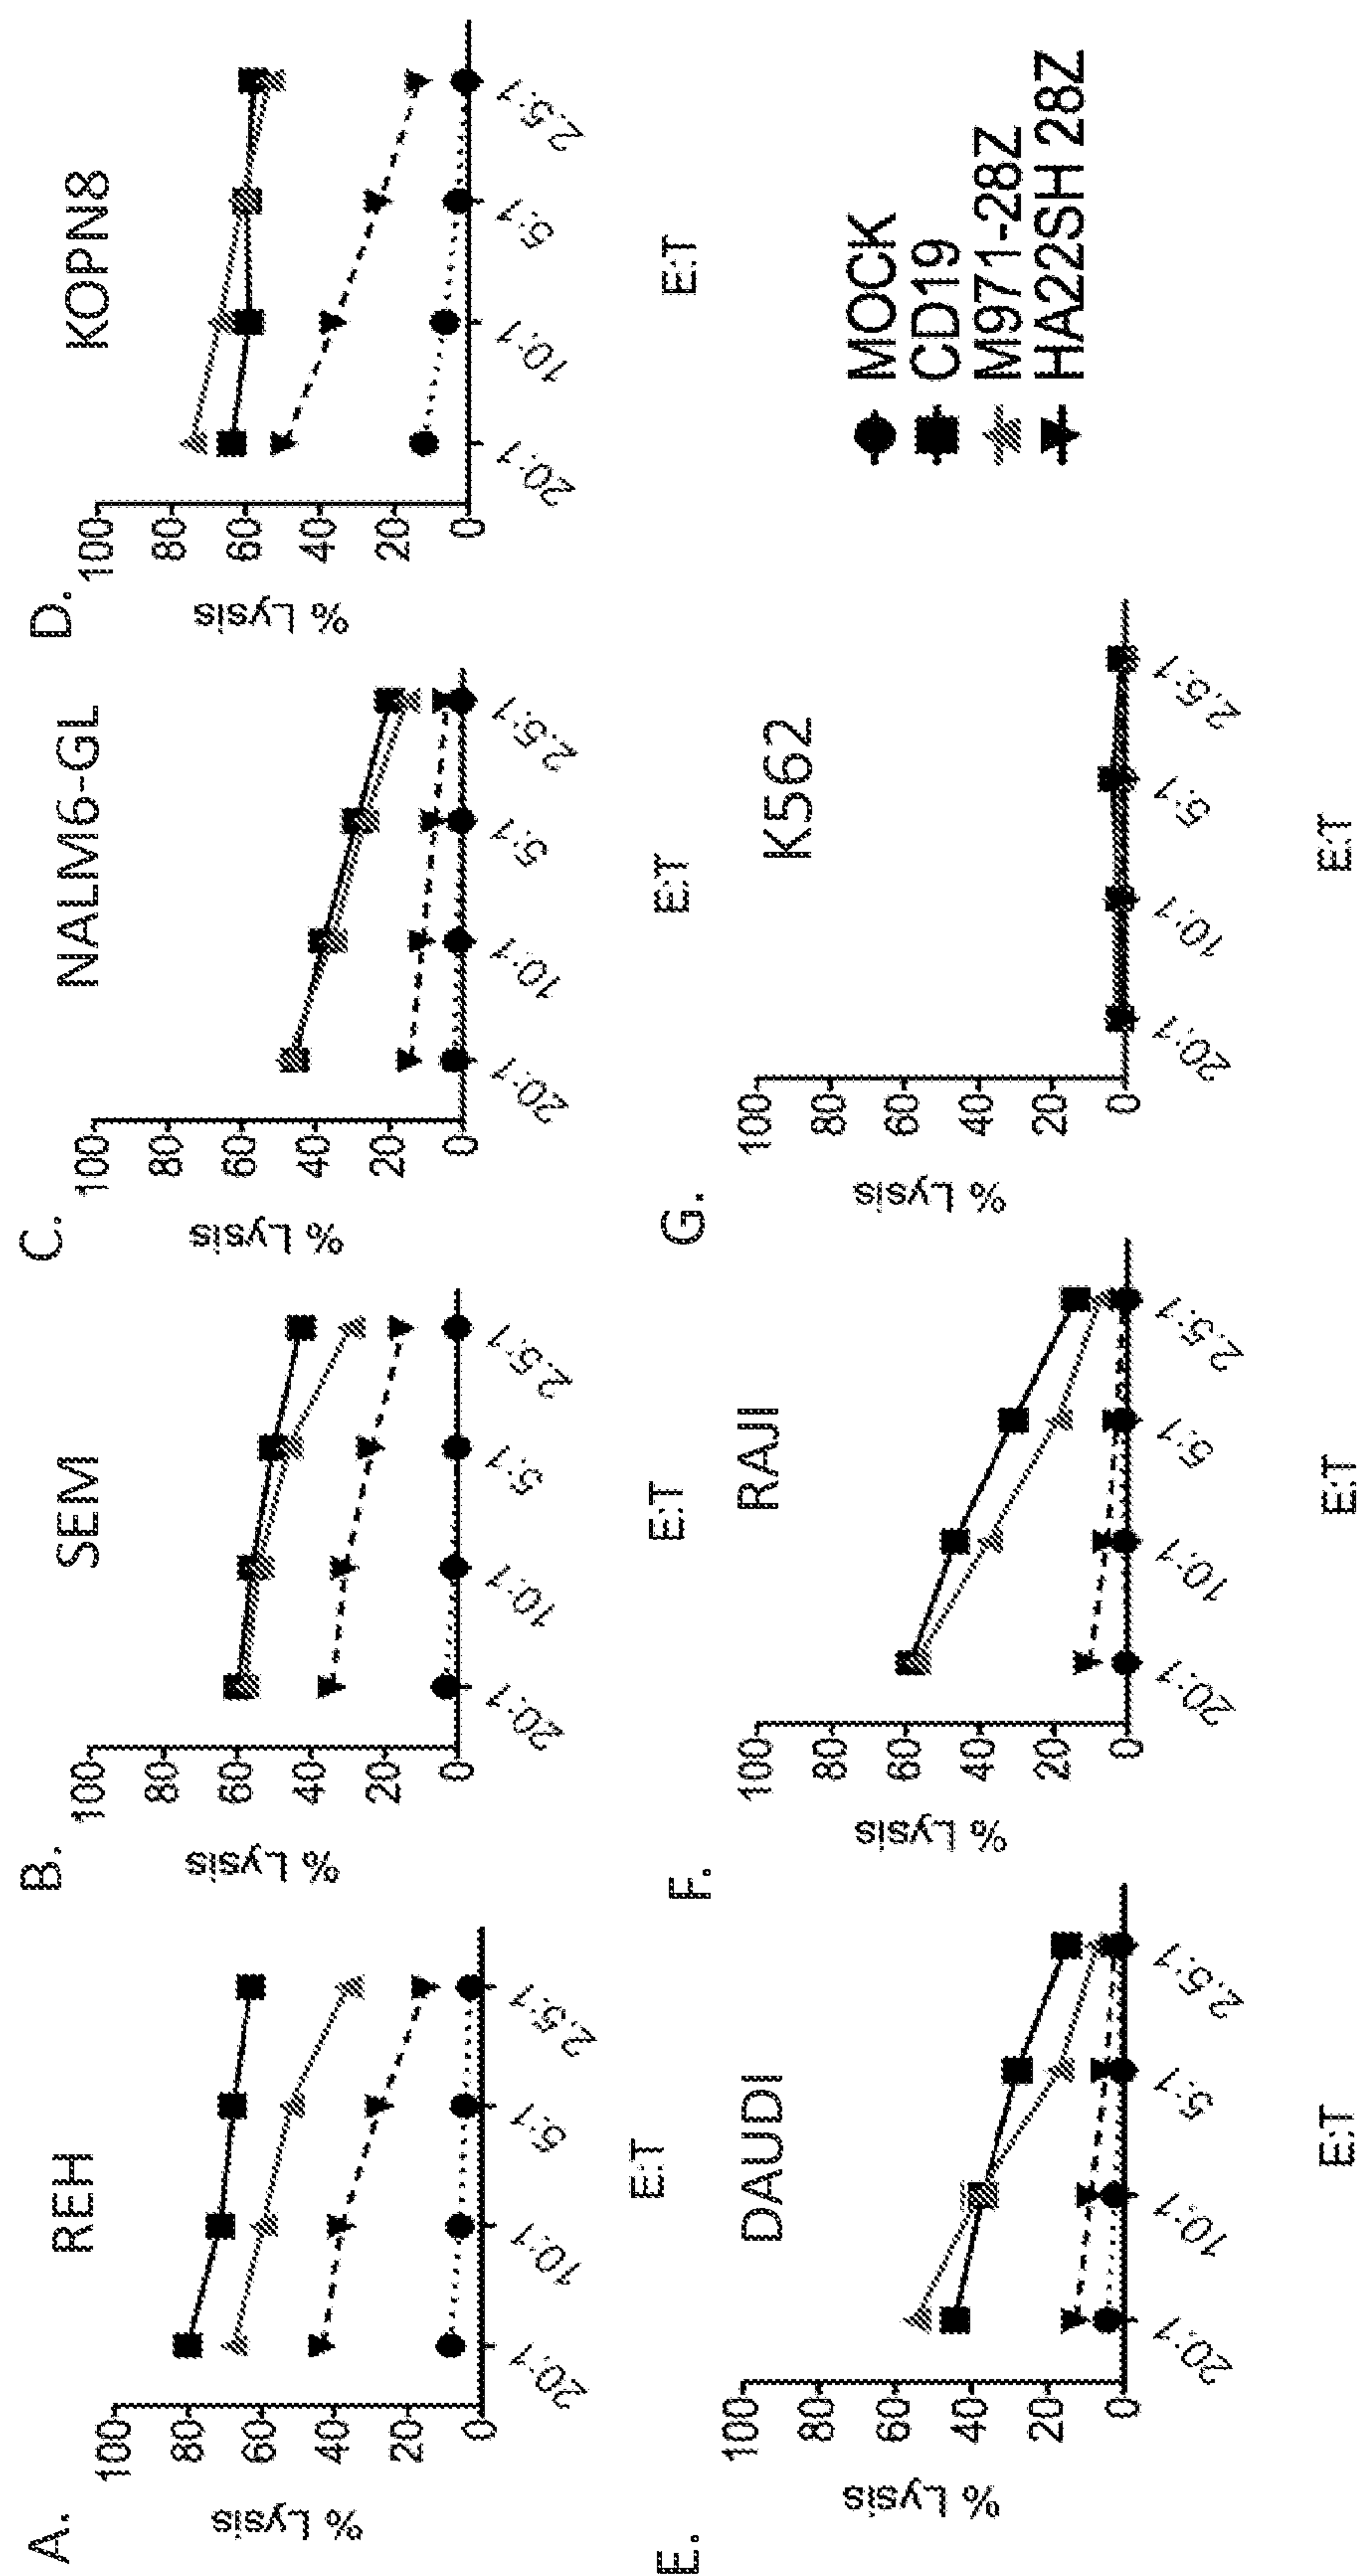 A.
REH
% Lysis
100
80
60
40
20
0
20:1
10:1
5:1
2.5:1
E:T
B.
SEM
% Lysis
100
80
60
40
20
0
20:1
10:1
5:1
2.5:1
E:T
C.
NALM6-GL
% Lysis
100
80
60
40
20
0
20:1
10:1
5:1
2.5:1
E:T
D.
KOPN8
% Lysis
100
80
60
40
20
0
20:1
10:1
5:1
2.5:1
E:T
E.
DAUDI
% Lysis
100
80
60
40
20
0
20:1
10:1
5:1
2.5:1
E:T
F.
RAJI
% Lysis
100
80
60
40
20
0
20:1
10:1
5:1
2.5:1
E:T
G.
K562
% Lysis
100
80
60
40
20
0
20:1
10:1
5:1
2.5:1
E:T
MOCK
CD19
M971-28Z
HA22SH 28Z